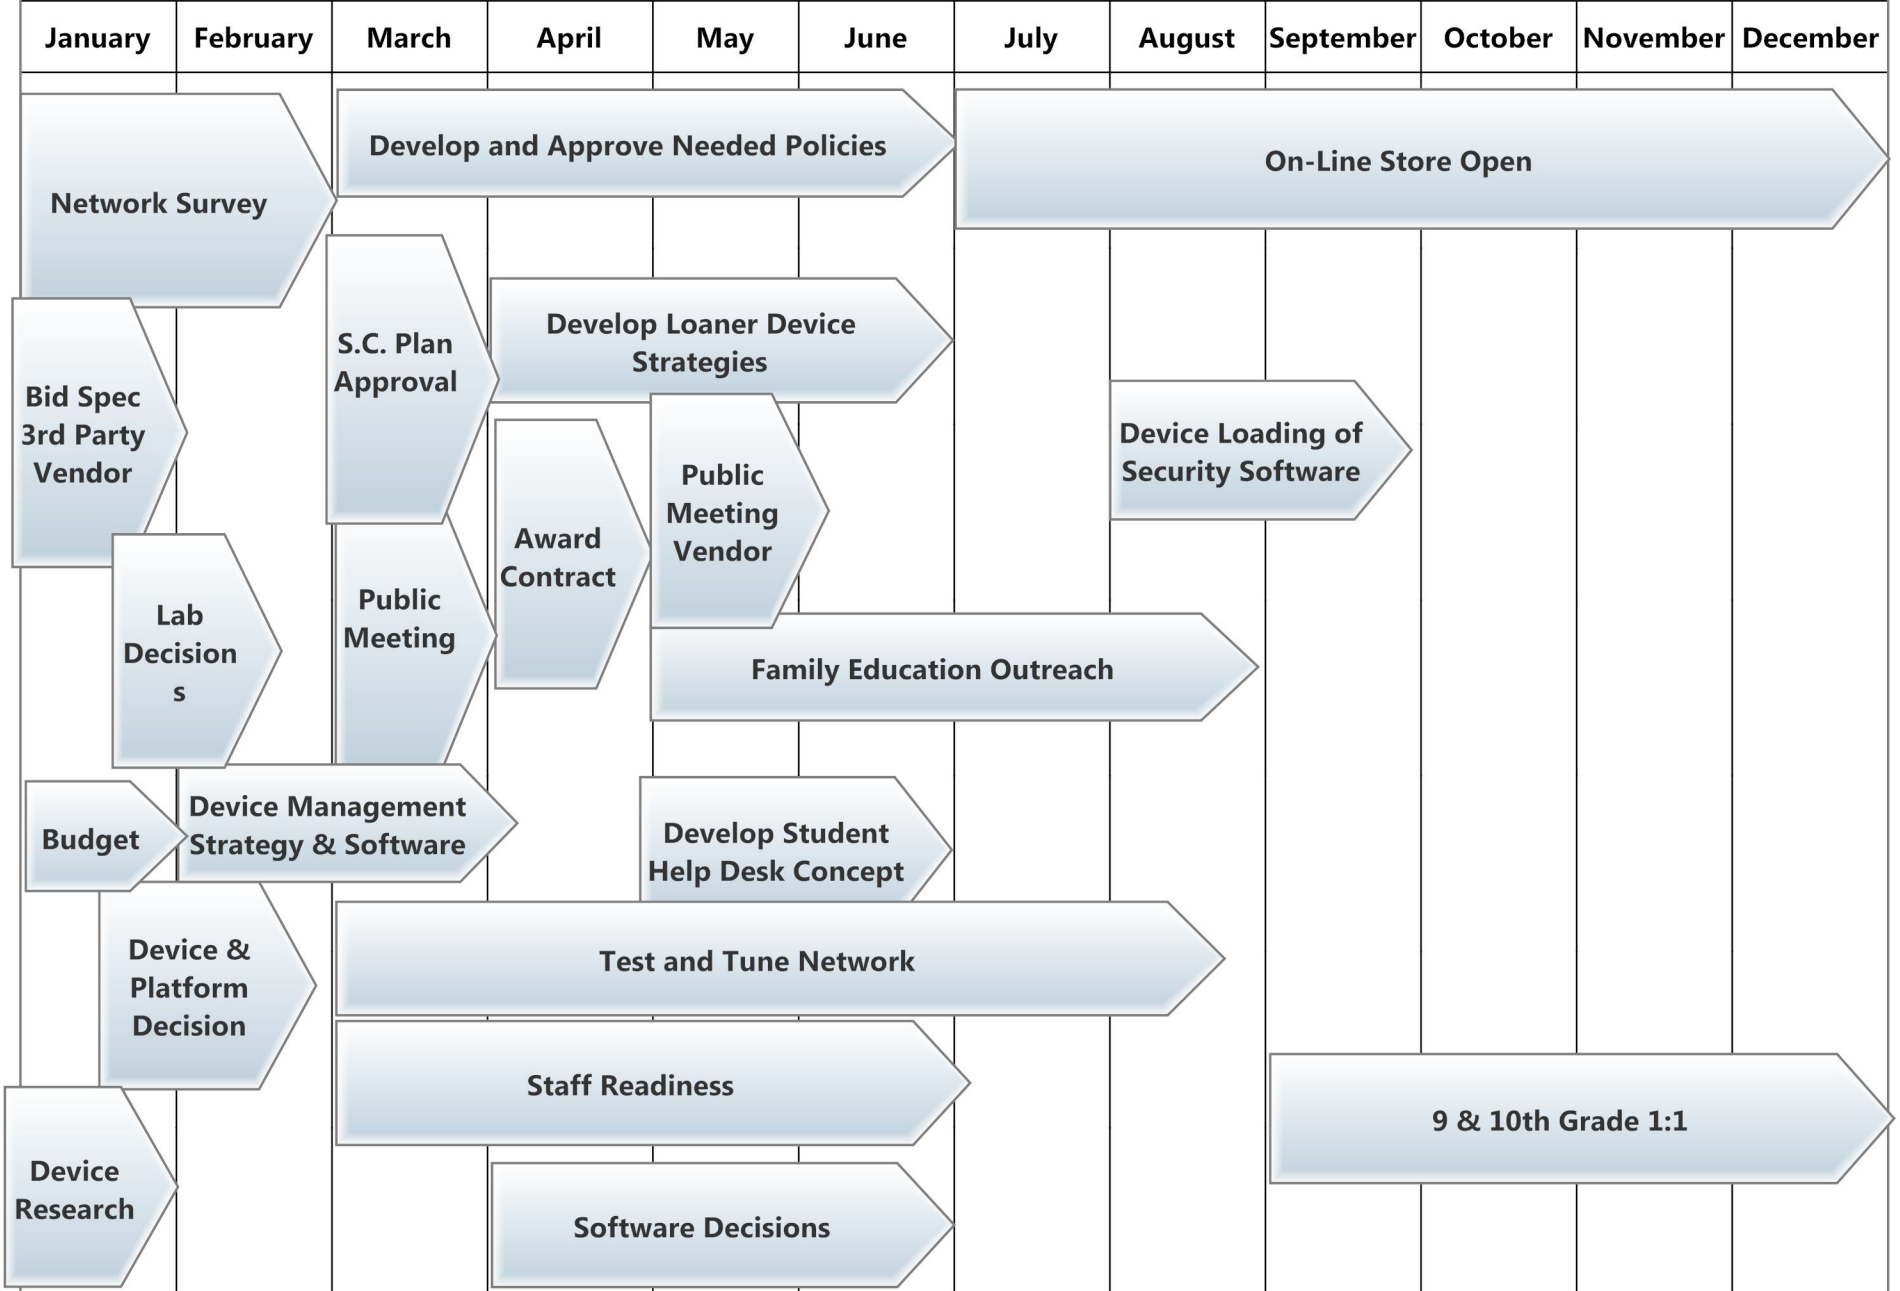 January February March April May June July August September October November December
Develop and Approve Needed Policies
On-Line Store Open
Network Survey
S.C. Plan
Approval
Develop Loaner Device
Strategies
Bid Spec
3rd Party
Vendor
Device Loading of
Security Software
Public
Meeting
Vendor
Award
Contract
Lab
Decision
s
Public
Meeting
Family Education Outreach
Budget
Device Management
Strategy & Software
Develop Student
Help Desk Concept
Device &
Platform
Decision
Test and Tune Network
Staff Readiness
9 & 10th Grade 1:1
Device
Research
Software Decisions